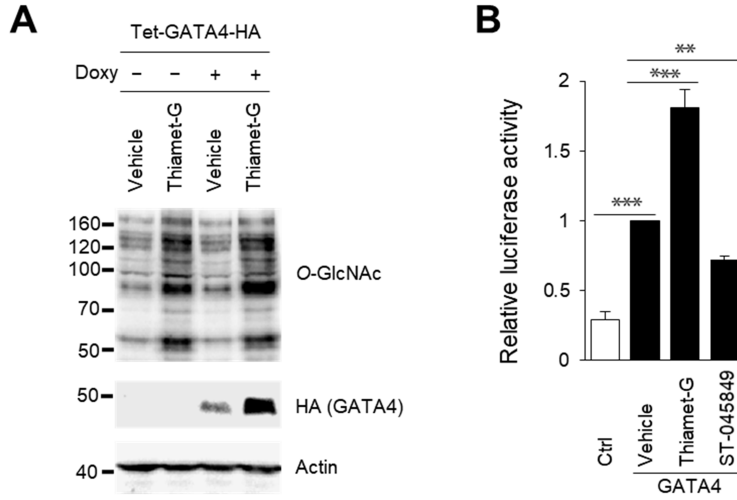 A
Tet-GATA4-HA
Doxy – – + +
Vehicle
Thiamet-G
Vehicle
Thiamet-G
160
120
100
70
50
O-GlcNAc
50
HA (GATA4)
40
Actin
B
**
***
***
Relative luciferase activity
2
1.5
1
0.5
0
Ctrl
Vehicle
Thiamet-G
ST-045849
GATA4